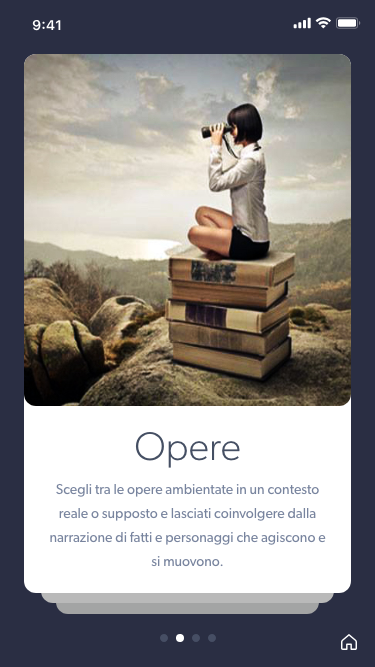 9:41
Opere
Scegli tra le opere ambientate in un contesto
reale o supposto e lasciati coinvolgere dalla
narrazione di fatti e personaggi che agiscono e
si muovono.